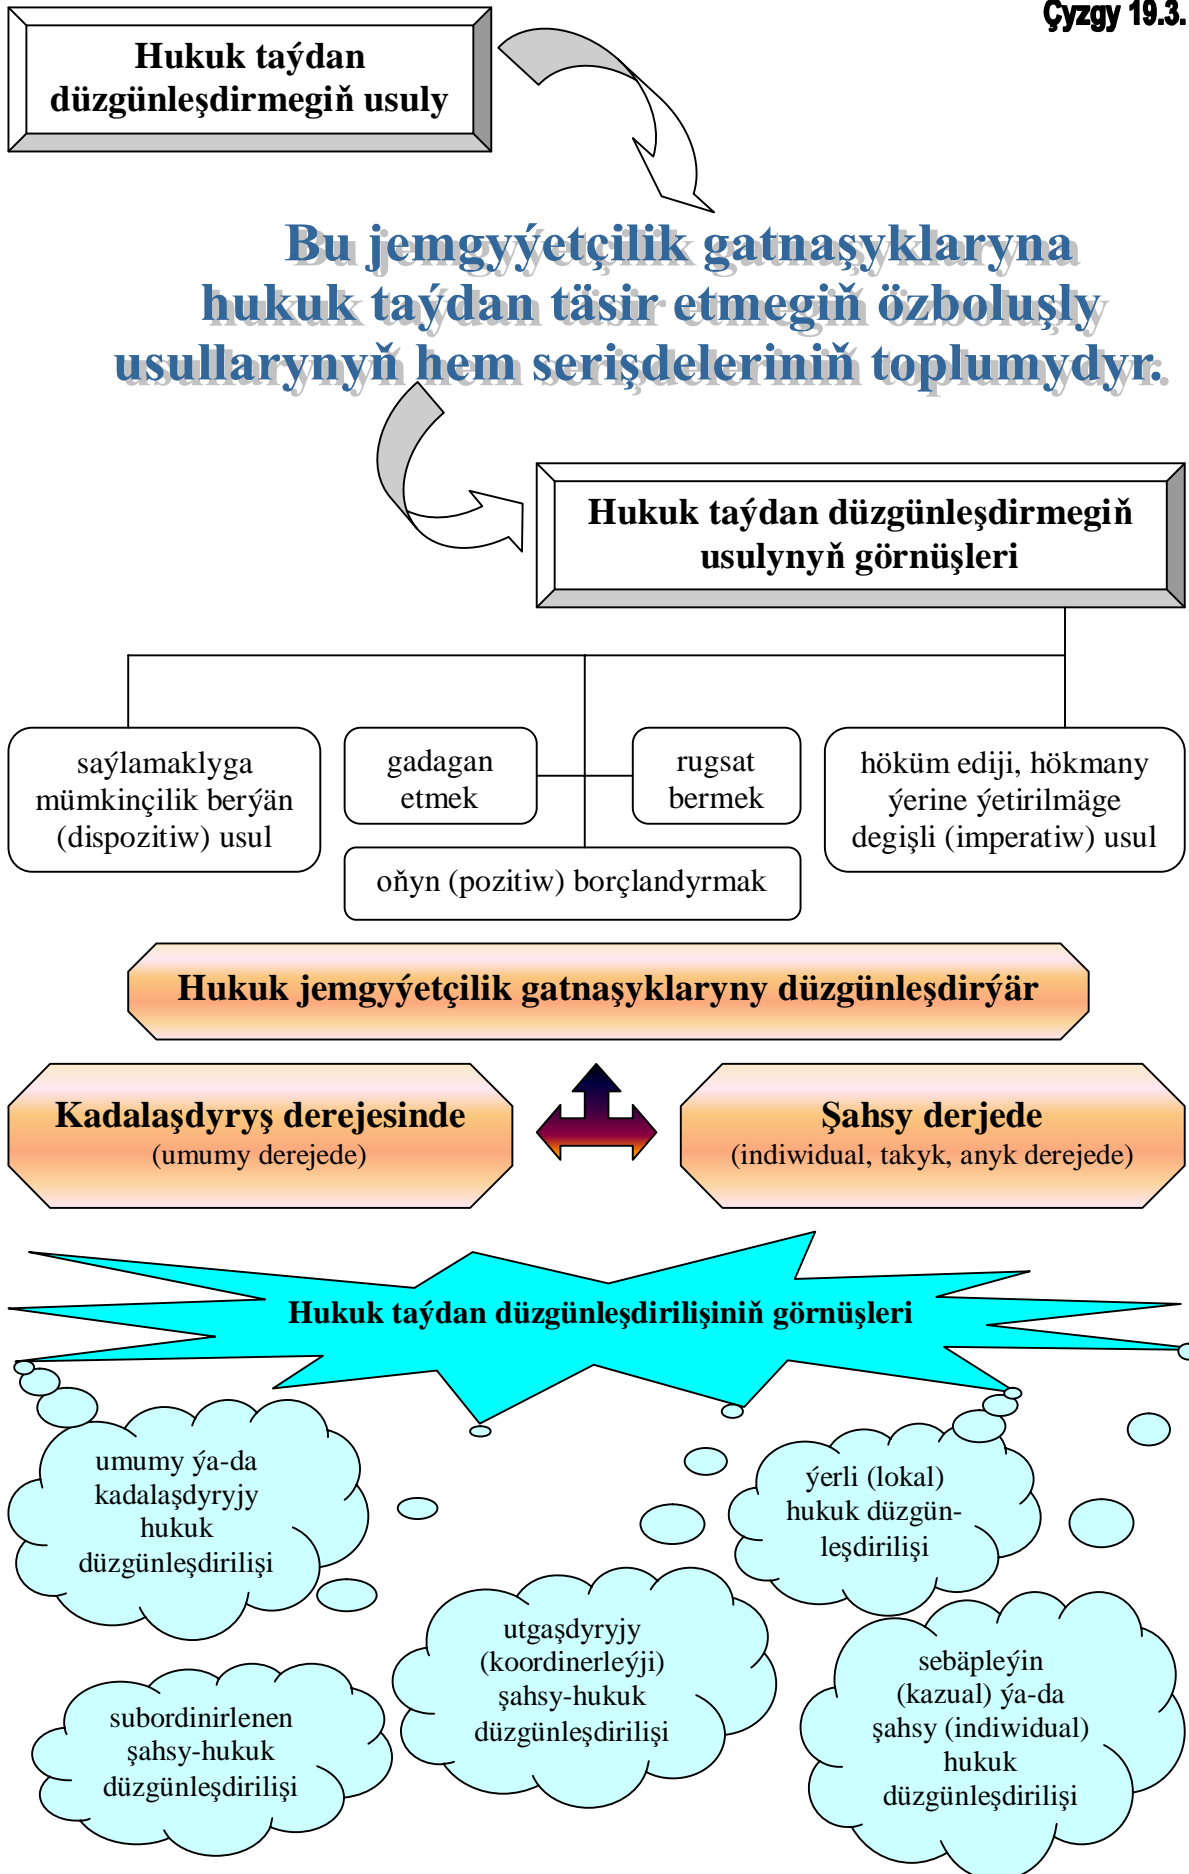 Çyzgy 19.3.
Hukuk taýdan
düzgünleşdirmegiň usuly
Bu jemgyýetçilik gatnaşyklaryna
hukuk taýdan täsir etmegiň özboluşly
usullarynyň hem serişdeleriniň toplumydyr.
Hukuk taýdan düzgünleşdirmegiň
usulynyň görnüşleri
saýlamaklyga
mümkinçilik berýän
(dispozitiw) usul
gadagan
etmek
rugsat
bermek
höküm ediji, hökmany
ýerine ýetirilmäge
degişli (imperatiw) usul
oňyn (pozitiw) borçlandyrmak
Hukuk jemgyýetçilik gatnaşyklaryny düzgünleşdirýär
Kadalaşdyryş derejesinde
(umumy derejede)
Şahsy derjede
(indiwidual, takyk, anyk derejede)
Hukuk taýdan düzgünleşdirilişiniň görnüşleri
umumy ýa-da
kadalaşdyryjy
hukuk
düzgünleşdirilişi
ýerli (lokal)
hukuk düzgün-
leşdirilişi
utgaşdyryjy
(koordinerleýji)
şahsy-hukuk
düzgünleşdirilişi
sebäpleýin
(kazual) ýa-da
şahsy (indiwidual)
hukuk
düzgünleşdirilişi
subordinirlenen
şahsy-hukuk
düzgünleşdirilişi